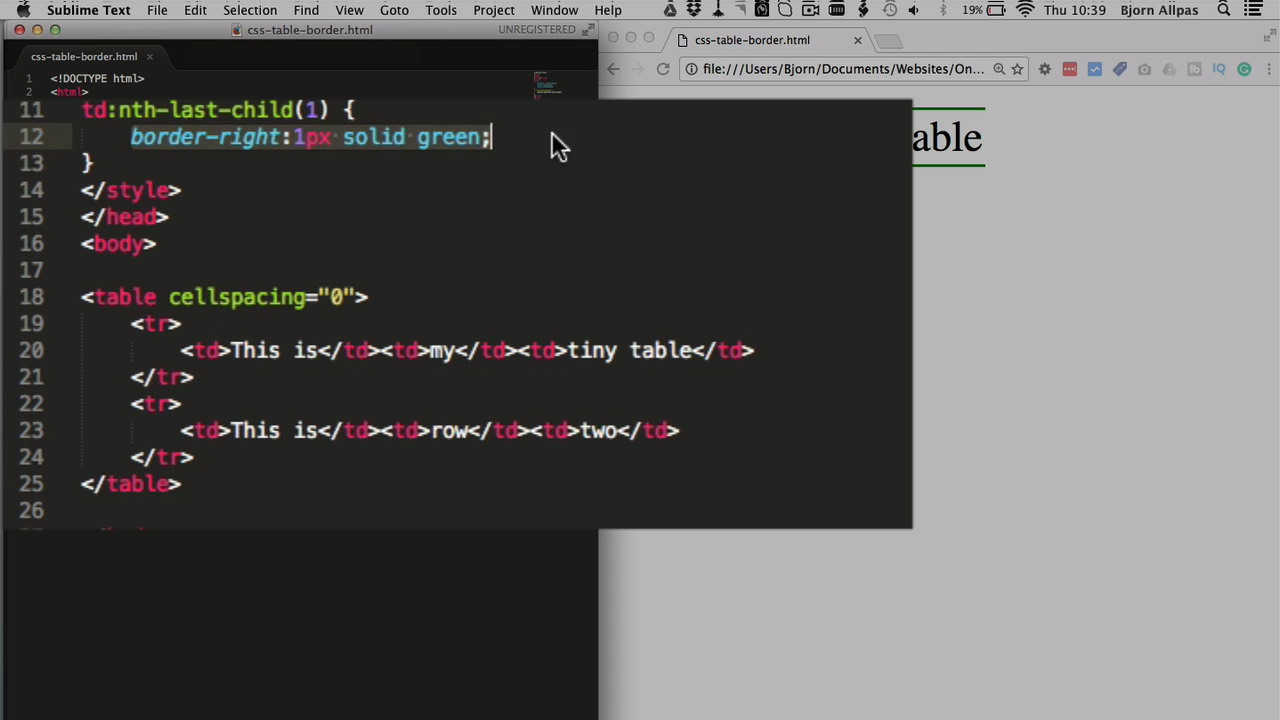 Sublime Text File Edit Selection Find View Goto Tools Project Window Help 19% Thu 10:39 Bjorn Allpas
css-table-border.html UNREGISTERED
css-table-border.html ×
css-table-border.html ×
file:///Users/Bjorn/Documents/Websites/On...
1 <!DOCTYPE html>
2 <html>
able
11 td:nth-last-child(1) {
12 border-right:1px solid green;
13 }
14 </style>
15 </head>
16 <body>
17
18 <table cellspacing="0">
19 <tr>
20 <td>This is</td><td>my</td><td>tiny table</td>
21 </tr>
22 <tr>
23 <td>This is</td><td>row</td><td>two</td>
24 </tr>
25 </table>
26